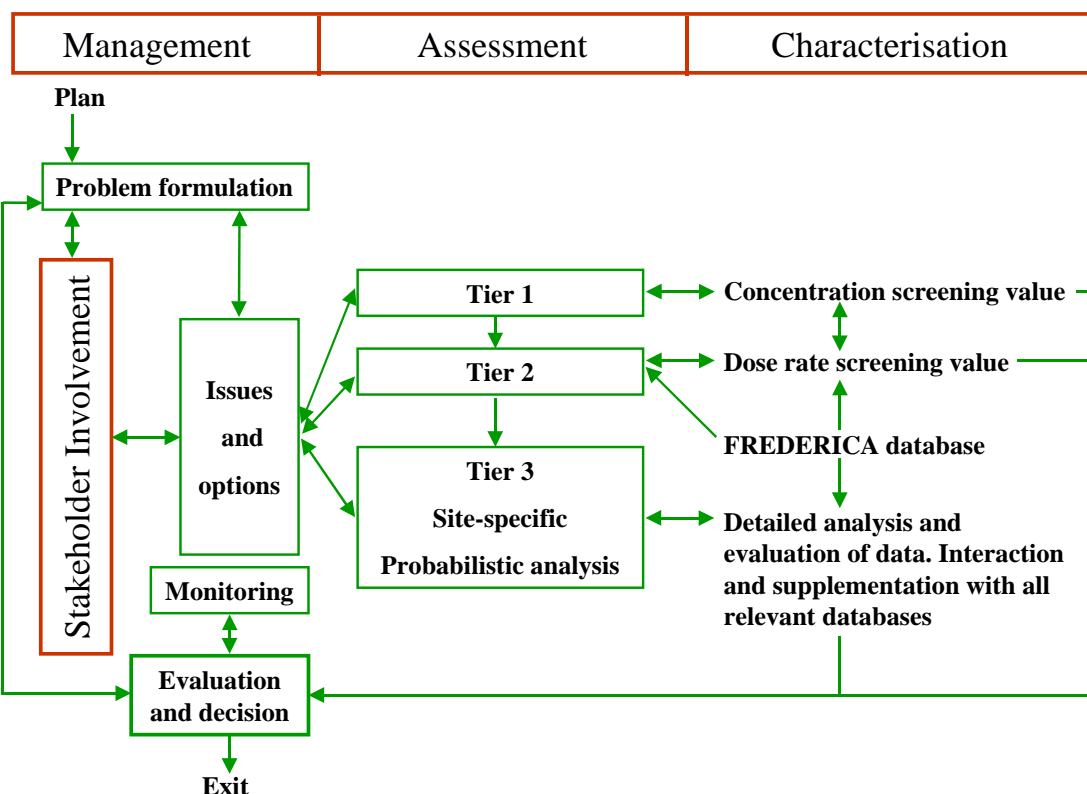 Management
Assessment
Characterisation
Plan
Problem formulation
Stakeholder Involvement
Issues
and
options
Monitoring
Evaluation
and decision
Exit
Tier 1
Tier 2
Tier 3
Site-specific
Probabilistic analysis
Concentration screening value
Dose rate screening value
FREDERICA database
Detailed analysis and
evaluation of data. Interaction
and supplementation with all
relevant databases